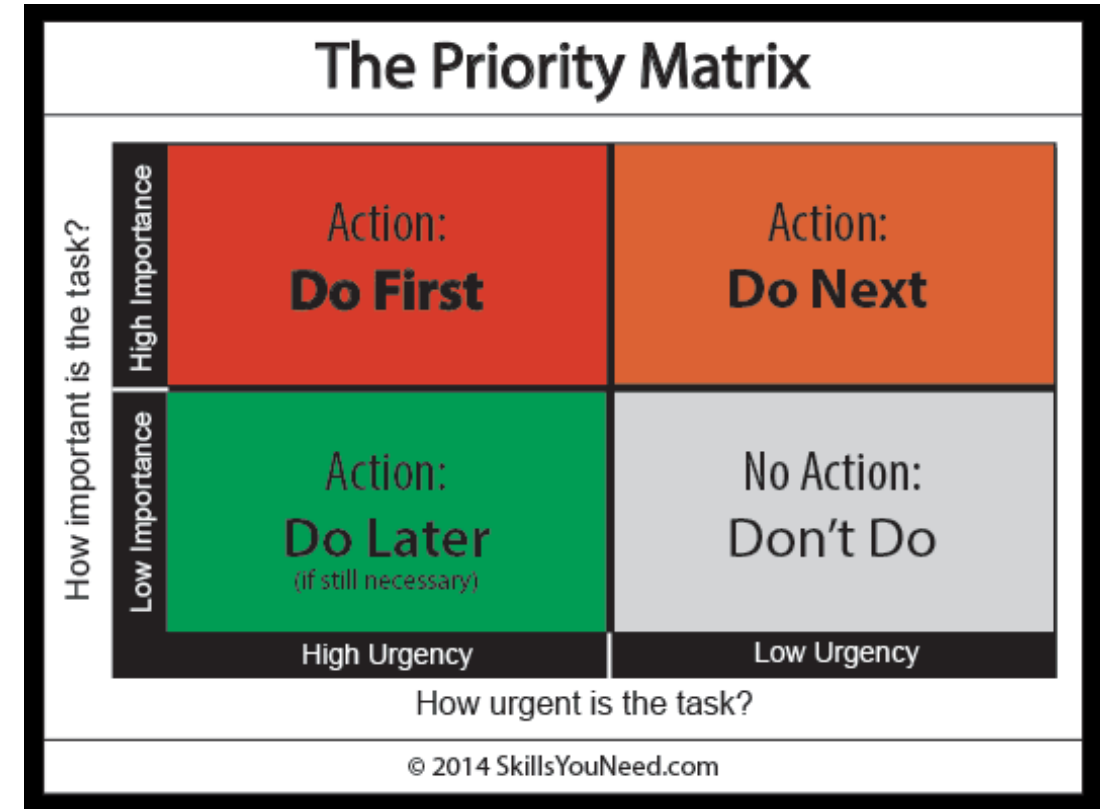 The Priority Matrix
How important is the task?
High Importance
Action:
Do First
Action:
Do Next
Low Importance
Action:
Do Later
(if still necessary)
No Action:
Don't Do
High Urgency
Low Urgency
How urgent is the task?
© 2014 SkillsYouNeed.com